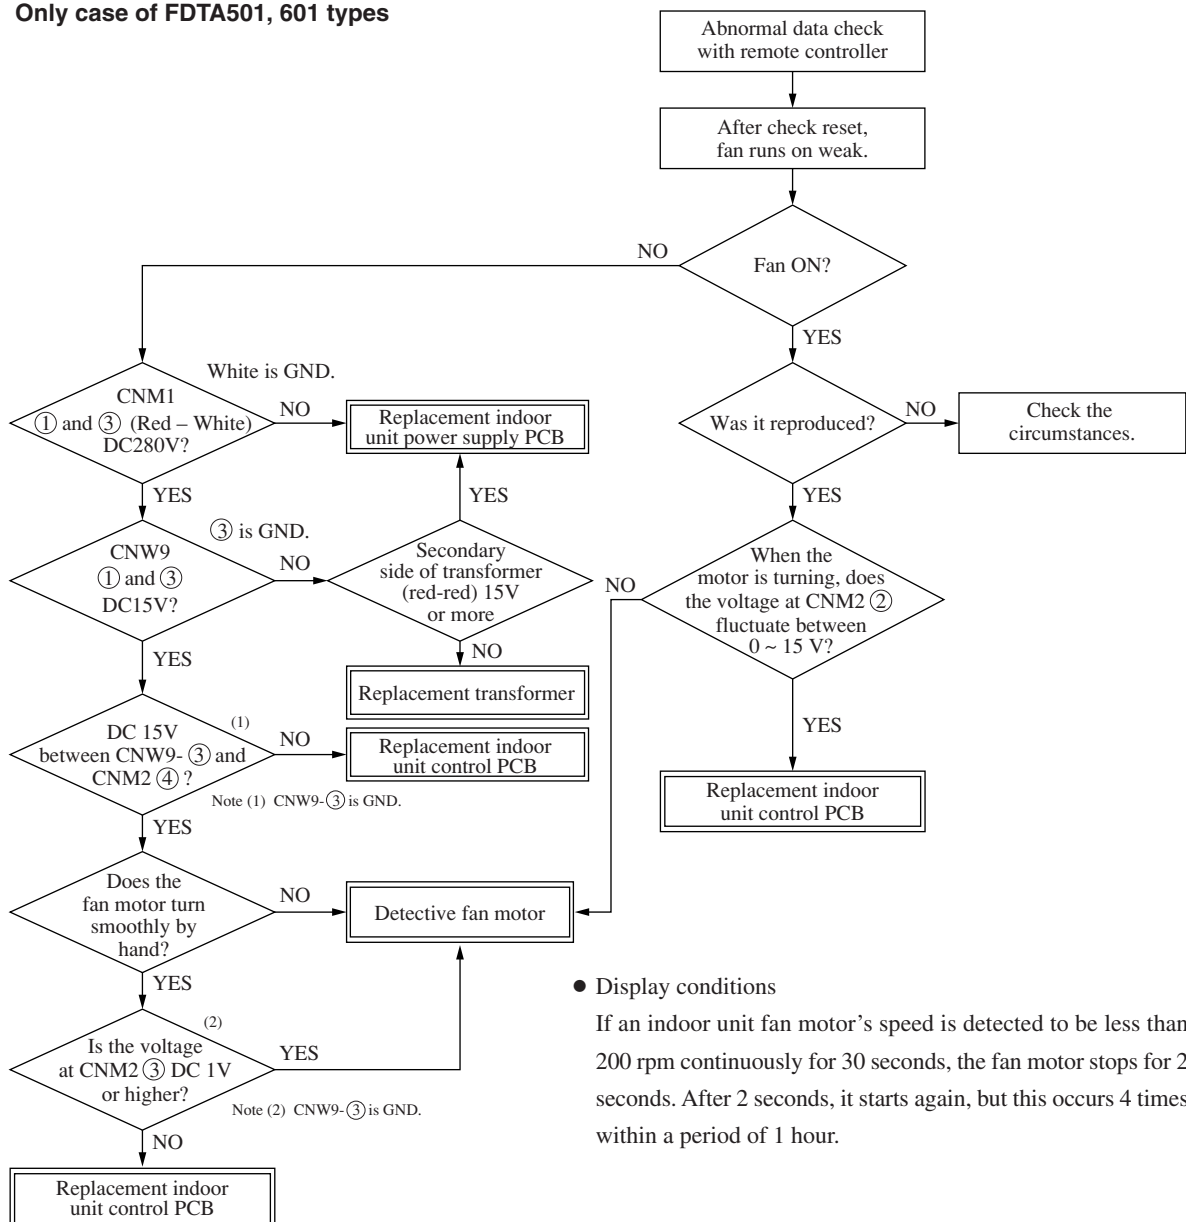 Only case of FDTA501, 601 types
Abnormal data check
with remote controller
After check reset,
fan runs on weak.
Fan ON?
NO
YES
White is GND.
CNM1
① and ③ (Red – White)
DC280V?
NO
Replacement indoor
unit power supply PCB
Was it reproduced?
NO
Check the
circumstances.
YES
YES
YES
③ is GND.
CNW9
① and ③
DC15V?
NO
Secondary
side of transformer
(red-red) 15V
or more
NO
When the
motor is turning, does
the voltage at CNM2 ②
fluctuate between
0 ~ 15 V?
YES
NO
Replacement transformer
YES
DC 15V
between CNW9- ③ and
CNM2 ④ ?
(1)
NO
Replacement indoor
unit control PCB
Note (1) CNW9-③ is GND.
Replacement indoor
unit control PCB
YES
Does the
fan motor turn
smoothly by
hand?
NO
Detective fan motor
YES
(2)
Is the voltage
at CNM2 ③ DC 1V
or higher?
YES
Note (2) CNW9-③ is GND.
NO
Replacement indoor
unit control PCB
● Display conditions
If an indoor unit fan motor’s speed is detected to be less than
200 rpm continuously for 30 seconds, the fan motor stops for 2
seconds. After 2 seconds, it starts again, but this occurs 4 times
within a period of 1 hour.